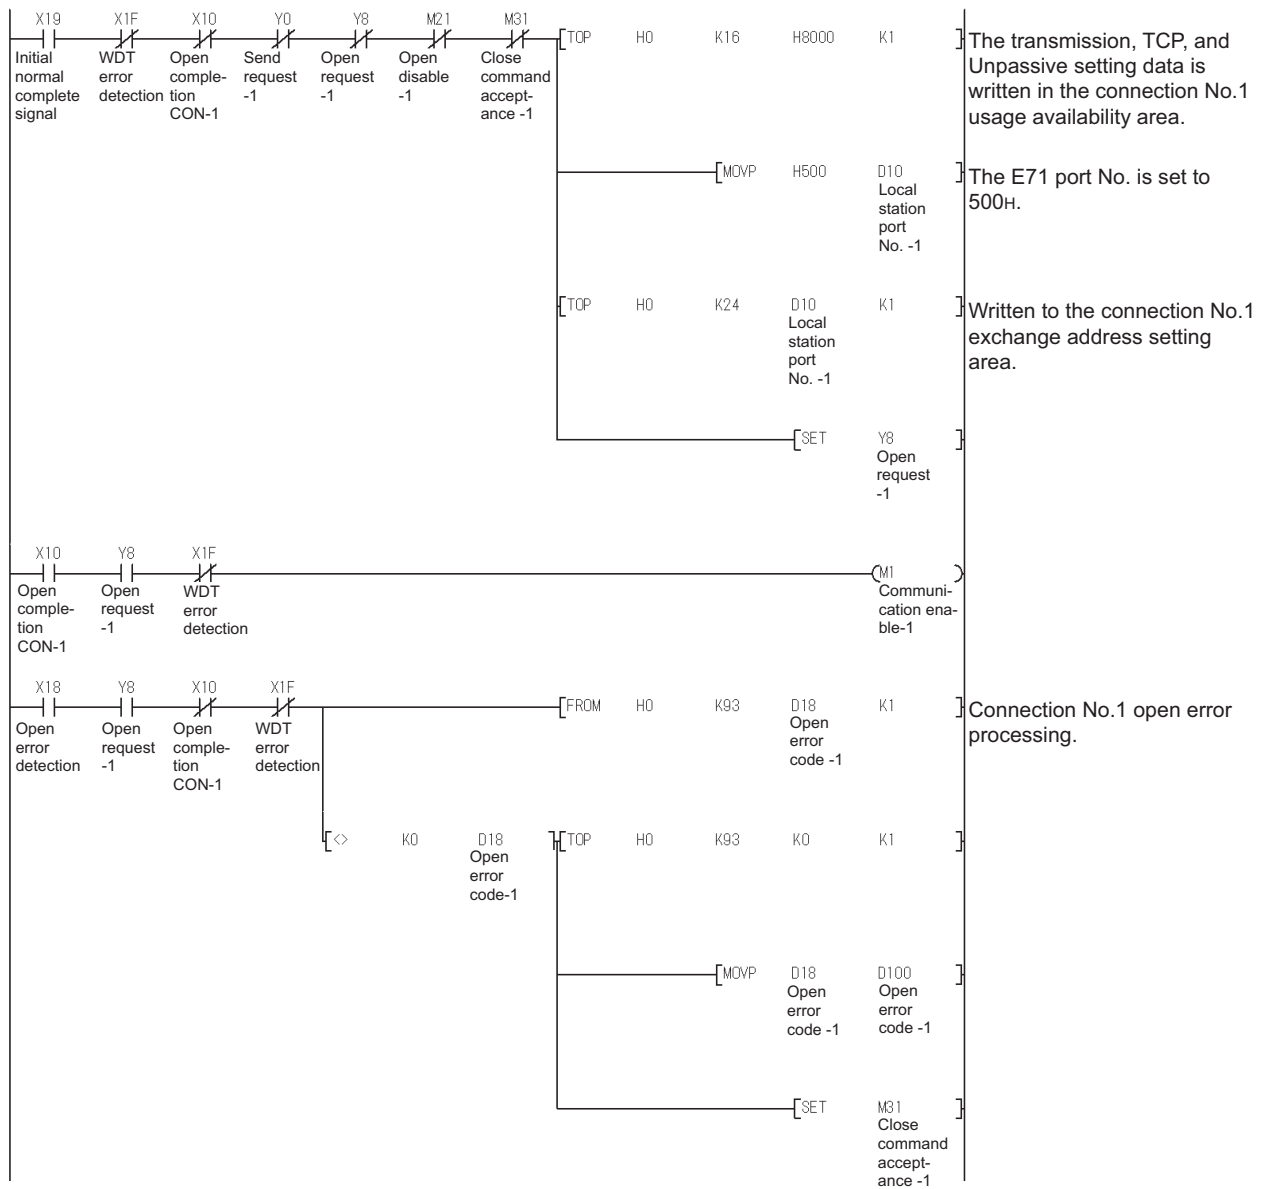 X19 X1F X10 Y0 Y8 M21 M31
TOP H0 K16 H8000 K1
Initial normal complete signal
WDT error detection
Open comple-tion CON-1
Send request -1
Open request -1
Open disable -1
Close command accept-ance -1
The transmission, TCP, and
Unpassive setting data is
written in the connection No.1
usage availability area.
MOVP H500 D10
Local
station
port
No. -1
The E71 port No. is set to
500H.
TOP H0 K24 D10 K1
Local
station
port
No. -1
Written to the connection No.1
exchange address setting
area.
SET Y8
Open
request
-1
X10 Y8 X1F
M1
Open comple-tion CON-1
Open request -1
WDT error detection
Communi-
cation ena-
ble-1
X18 Y8 X10 X1F
FROM H0 K93 D18 K1
Open error detection
Open request -1
Open comple-tion CON-1
WDT error detection
Open
error
code -1
Connection No.1 open error
processing.
<> K0 D18
Open
error
code-1
TOP H0 K93 K0 K1
MOVP D18 D100
Open
error
code -1
Open
error
code -1
SET M31
Close
command
accept-
ance -1